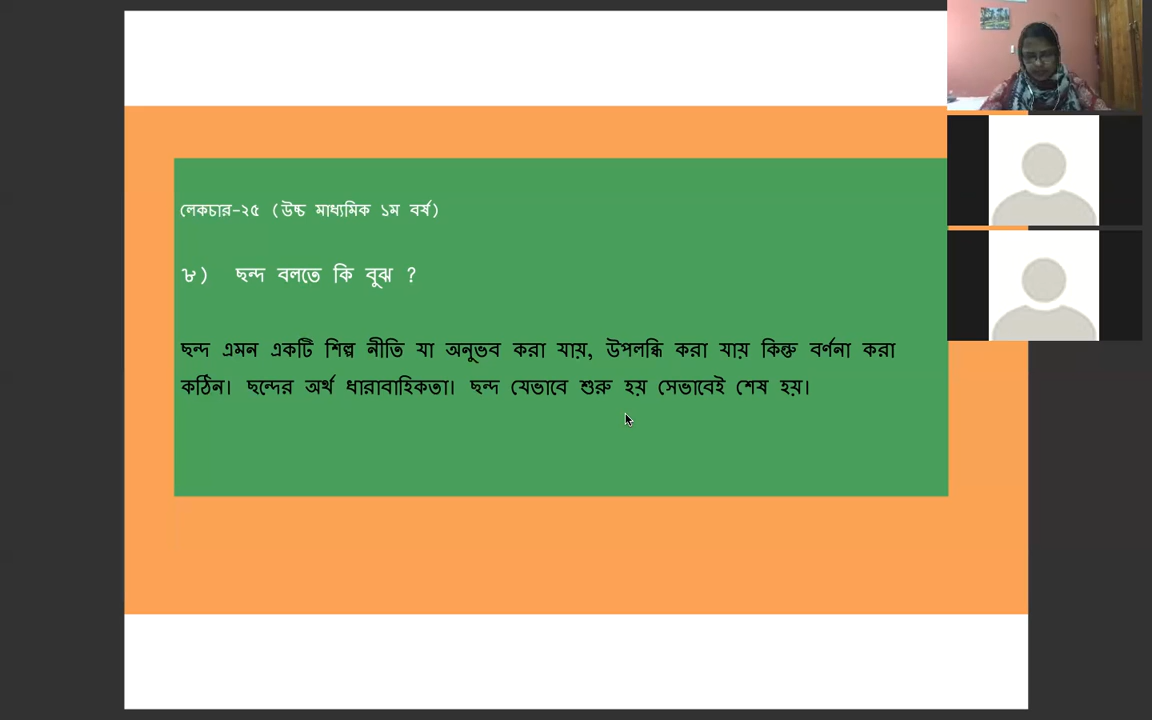 লেকচার-২৫ (উচ্চ মাধ্যমিক ১ম বর্ষ)
৮) ছন্দ বলতে কি বুঝ ?
ছন্দ এমন একটি শিল্প নীতি যা অনুভব করা যায়, উপলব্ধি করা যায় কিন্তু বর্ণনা করা
কঠিন। ছন্দের অর্থ ধারাবাহিকতা। ছন্দ যেভাবে শুরু হয় সেভাবেই শেষ হয়।